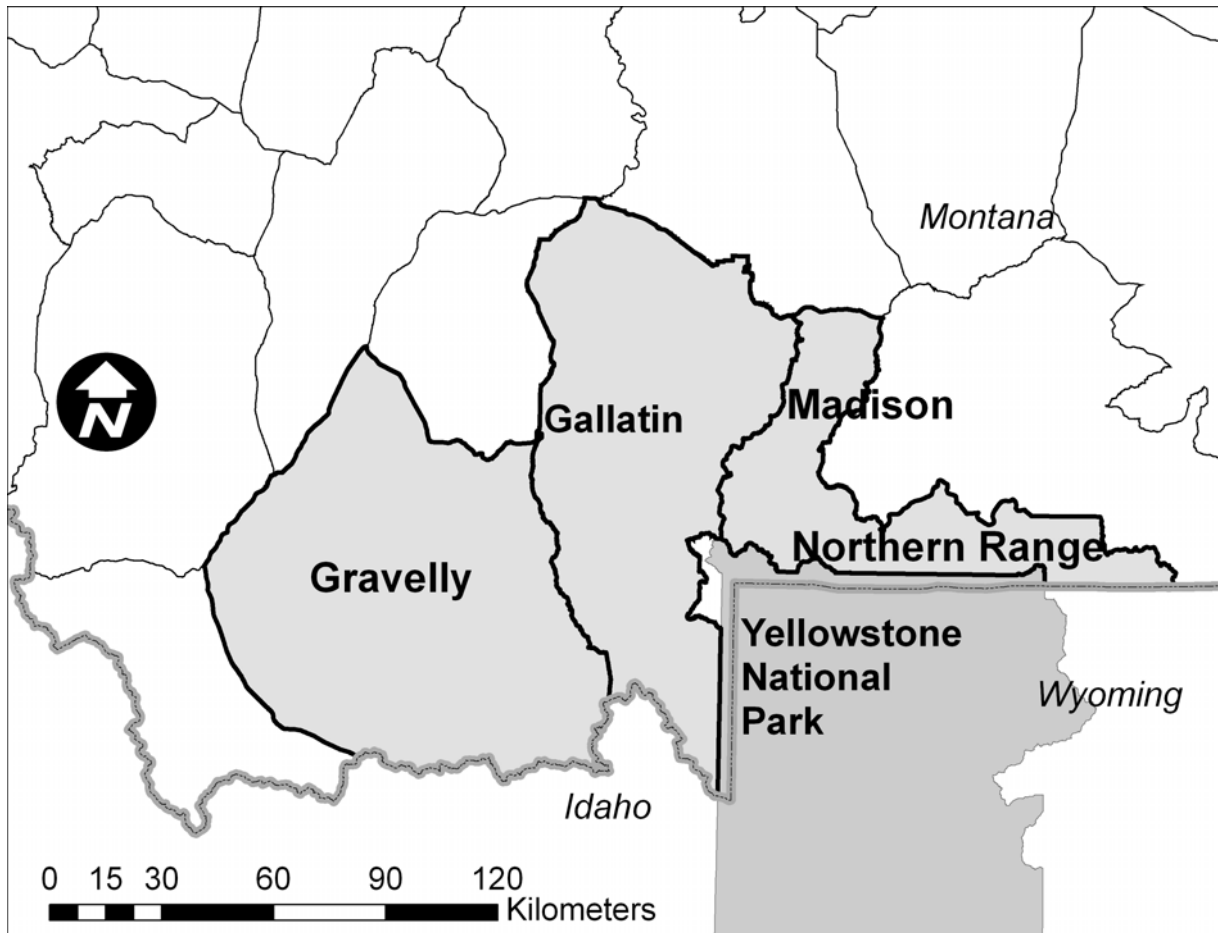 Montana
N
Gallatin
Madison
Northern Range
Gravelly
Yellowstone
National
Park
Wyoming
Idaho
0 15 30 60 90 120
Kilometers